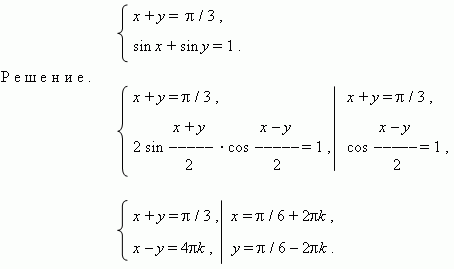 x + y = π / 3 ,
sin x + sin y = 1 .
Р е ш е н и е .
x + y = π / 3 , x + y = π / 3 ,
x + y x – y x – y
2 sin ––––– · cos ––––– = 1 , cos ––––– = 1 ,
2 2 2
x + y = π / 3 , x = π / 6 + 2πk ,
x – y = 4πk , y = π / 6 – 2πk .